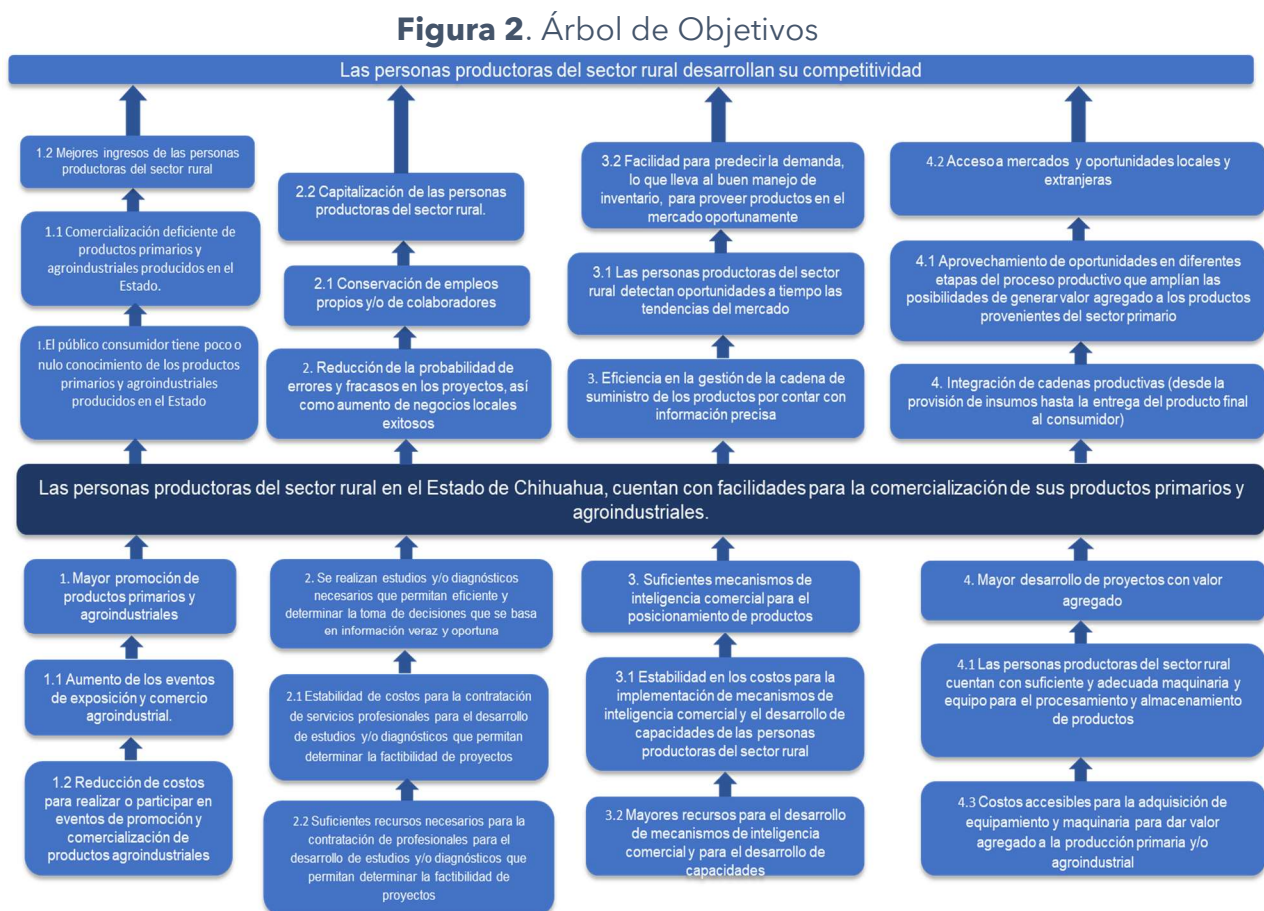 Figura 2. Árbol de Objetivos
Las personas productoras del sector rural desarrollan su competitividad
1.2 Mejores ingresos de las personas
productoras del sector rural
2.2 Capitalización de las personas
productoras del sector rural.
3.2 Facilidad para predecir la demanda,
lo que lleva al buen manejo de
inventario, para proveer productos en el
mercado oportunamente
4.2 Acceso a mercados y oportunidades locales y
extranjeras
1.1 Comercialización deficiente de
productos primarios y
agroindustriales producidos en el
Estado.
2.1 Conservación de empleos
propios y/o de colaboradores
3.1 Las personas productoras del sector
rural detectan oportunidades a tiempo las
tendencias del mercado
4.1 Aprovechamiento de oportunidades en diferentes
etapas del proceso productivo que amplían las
posibilidades de generar valor agregado a los productos
provenientes del sector primario
1.El público consumidor tiene poco o
nulo conocimiento de los productos
primarios y agroindustriales
producidos en el Estado
2. Reducción de la probabilidad de
errores y fracasos en los proyectos, así
como aumento de negocios locales
exitosos
3. Eficiencia en la gestión de la cadena de
suministro de los productos por contar con
información precisa
4. Integración de cadenas productivas (desde la
provisión de insumos hasta la entrega del producto final
al consumidor)
Las personas productoras del sector rural en el Estado de Chihuahua, cuentan con facilidades para la comercialización de sus productos primarios y
agroindustriales.
1. Mayor promoción de
productos primarios y
agroindustriales
2. Se realizan estudios y/o diagnósticos
necesarios que permitan eficiente y
determinar la toma de decisiones que se basa
en información veraz y oportuna
3. Suficientes mecanismos de
inteligencia comercial para el
posicionamiento de productos
4. Mayor desarrollo de proyectos con valor
agregado
1.1 Aumento de los eventos
de exposición y comercio
agroindustrial.
2.1 Estabilidad de costos para la contratación
de servicios profesionales para el desarrollo
de estudios y/o diagnósticos que permitan
determinar la factibilidad de proyectos
3.1 Estabilidad en los costos para la
implementación de mecanismos de
inteligencia comercial y el desarrollo de
capacidades de las personas
productoras del sector rural
4.1 Las personas productoras del sector rural
cuentan con suficiente y adecuada maquinaria y
equipo para el procesamiento y almacenamiento
de productos
1.2 Reducción de costos
para realizar o participar en
eventos de promoción y
comercialización de
productos agroindustriales
2.2 Suficientes recursos necesarios para la
contratación de profesionales para el
desarrollo de estudios y/o diagnósticos que
permitan determinar la factibilidad de
proyectos
3.2 Mayores recursos para el desarrollo
de mecanismos de inteligencia
comercial y para el desarrollo de
capacidades
4.3 Costos accesibles para la adquisición de
equipamiento y maquinaria para dar valor
agregado a la producción primaria y/o
agroindustrial